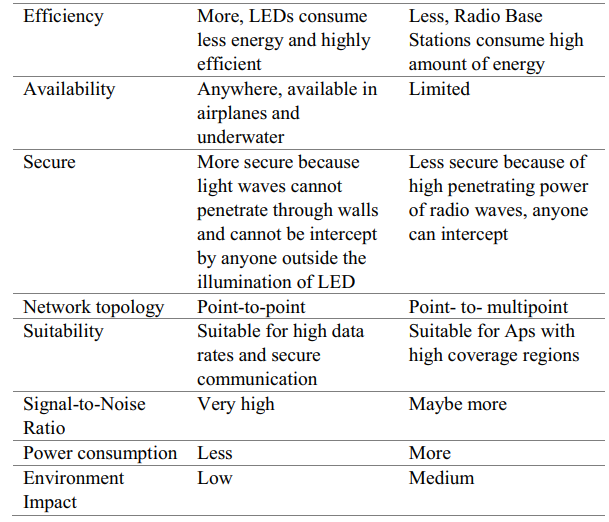 Efficiency More, LEDs consume Less, Radio Base
less energy and highly Stations consume high
efficient amount of energy
Availability Anywhere, available in Limited
airplanes and
underwater
Secure More secure because Less secure because of
light waves cannot high penetrating power
penetrate through walls of radio waves, anyone
and cannot be intercept can intercept
by anyone outside the
illumination of LED
Network topology Point-to-point Point- to- multipoint
Suitability Suitable for high data Suitable for Aps with
rates and secure high coverage regions
communication
Signal-to-Noise Very high Maybe more
Ratio
Power consumption Less More
Environment Low Medium
Impact